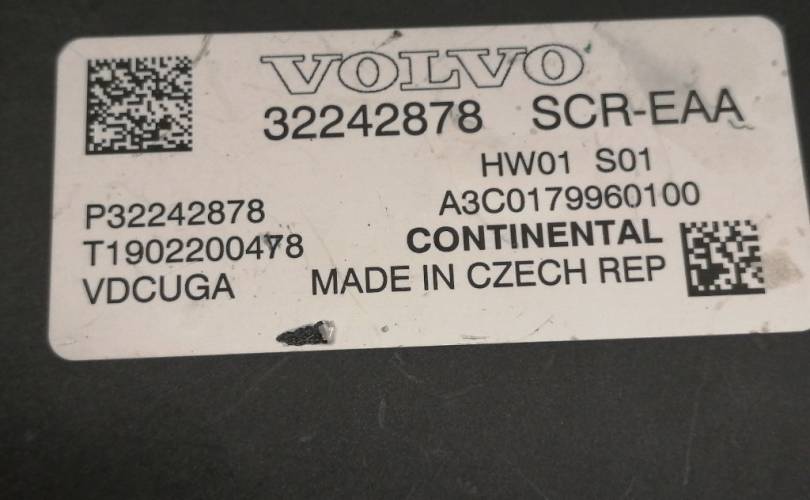 VOLVO
32242878 SCR-EAA
HW01 S01
P32242878 A3C0179960100
T1902200478 CONTINENTAL
VDCUGA MADE IN CZECH REP